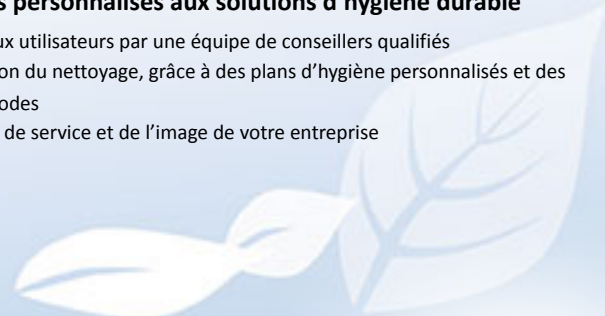 s personnalisés aux solutions d'hygiène durable
ux utilisateurs par une équipe de conseillers qualifiés
on du nettoyage, grâce à des plans d’hygiène personnalisés et des
odes
de service et de l’image de votre entreprise